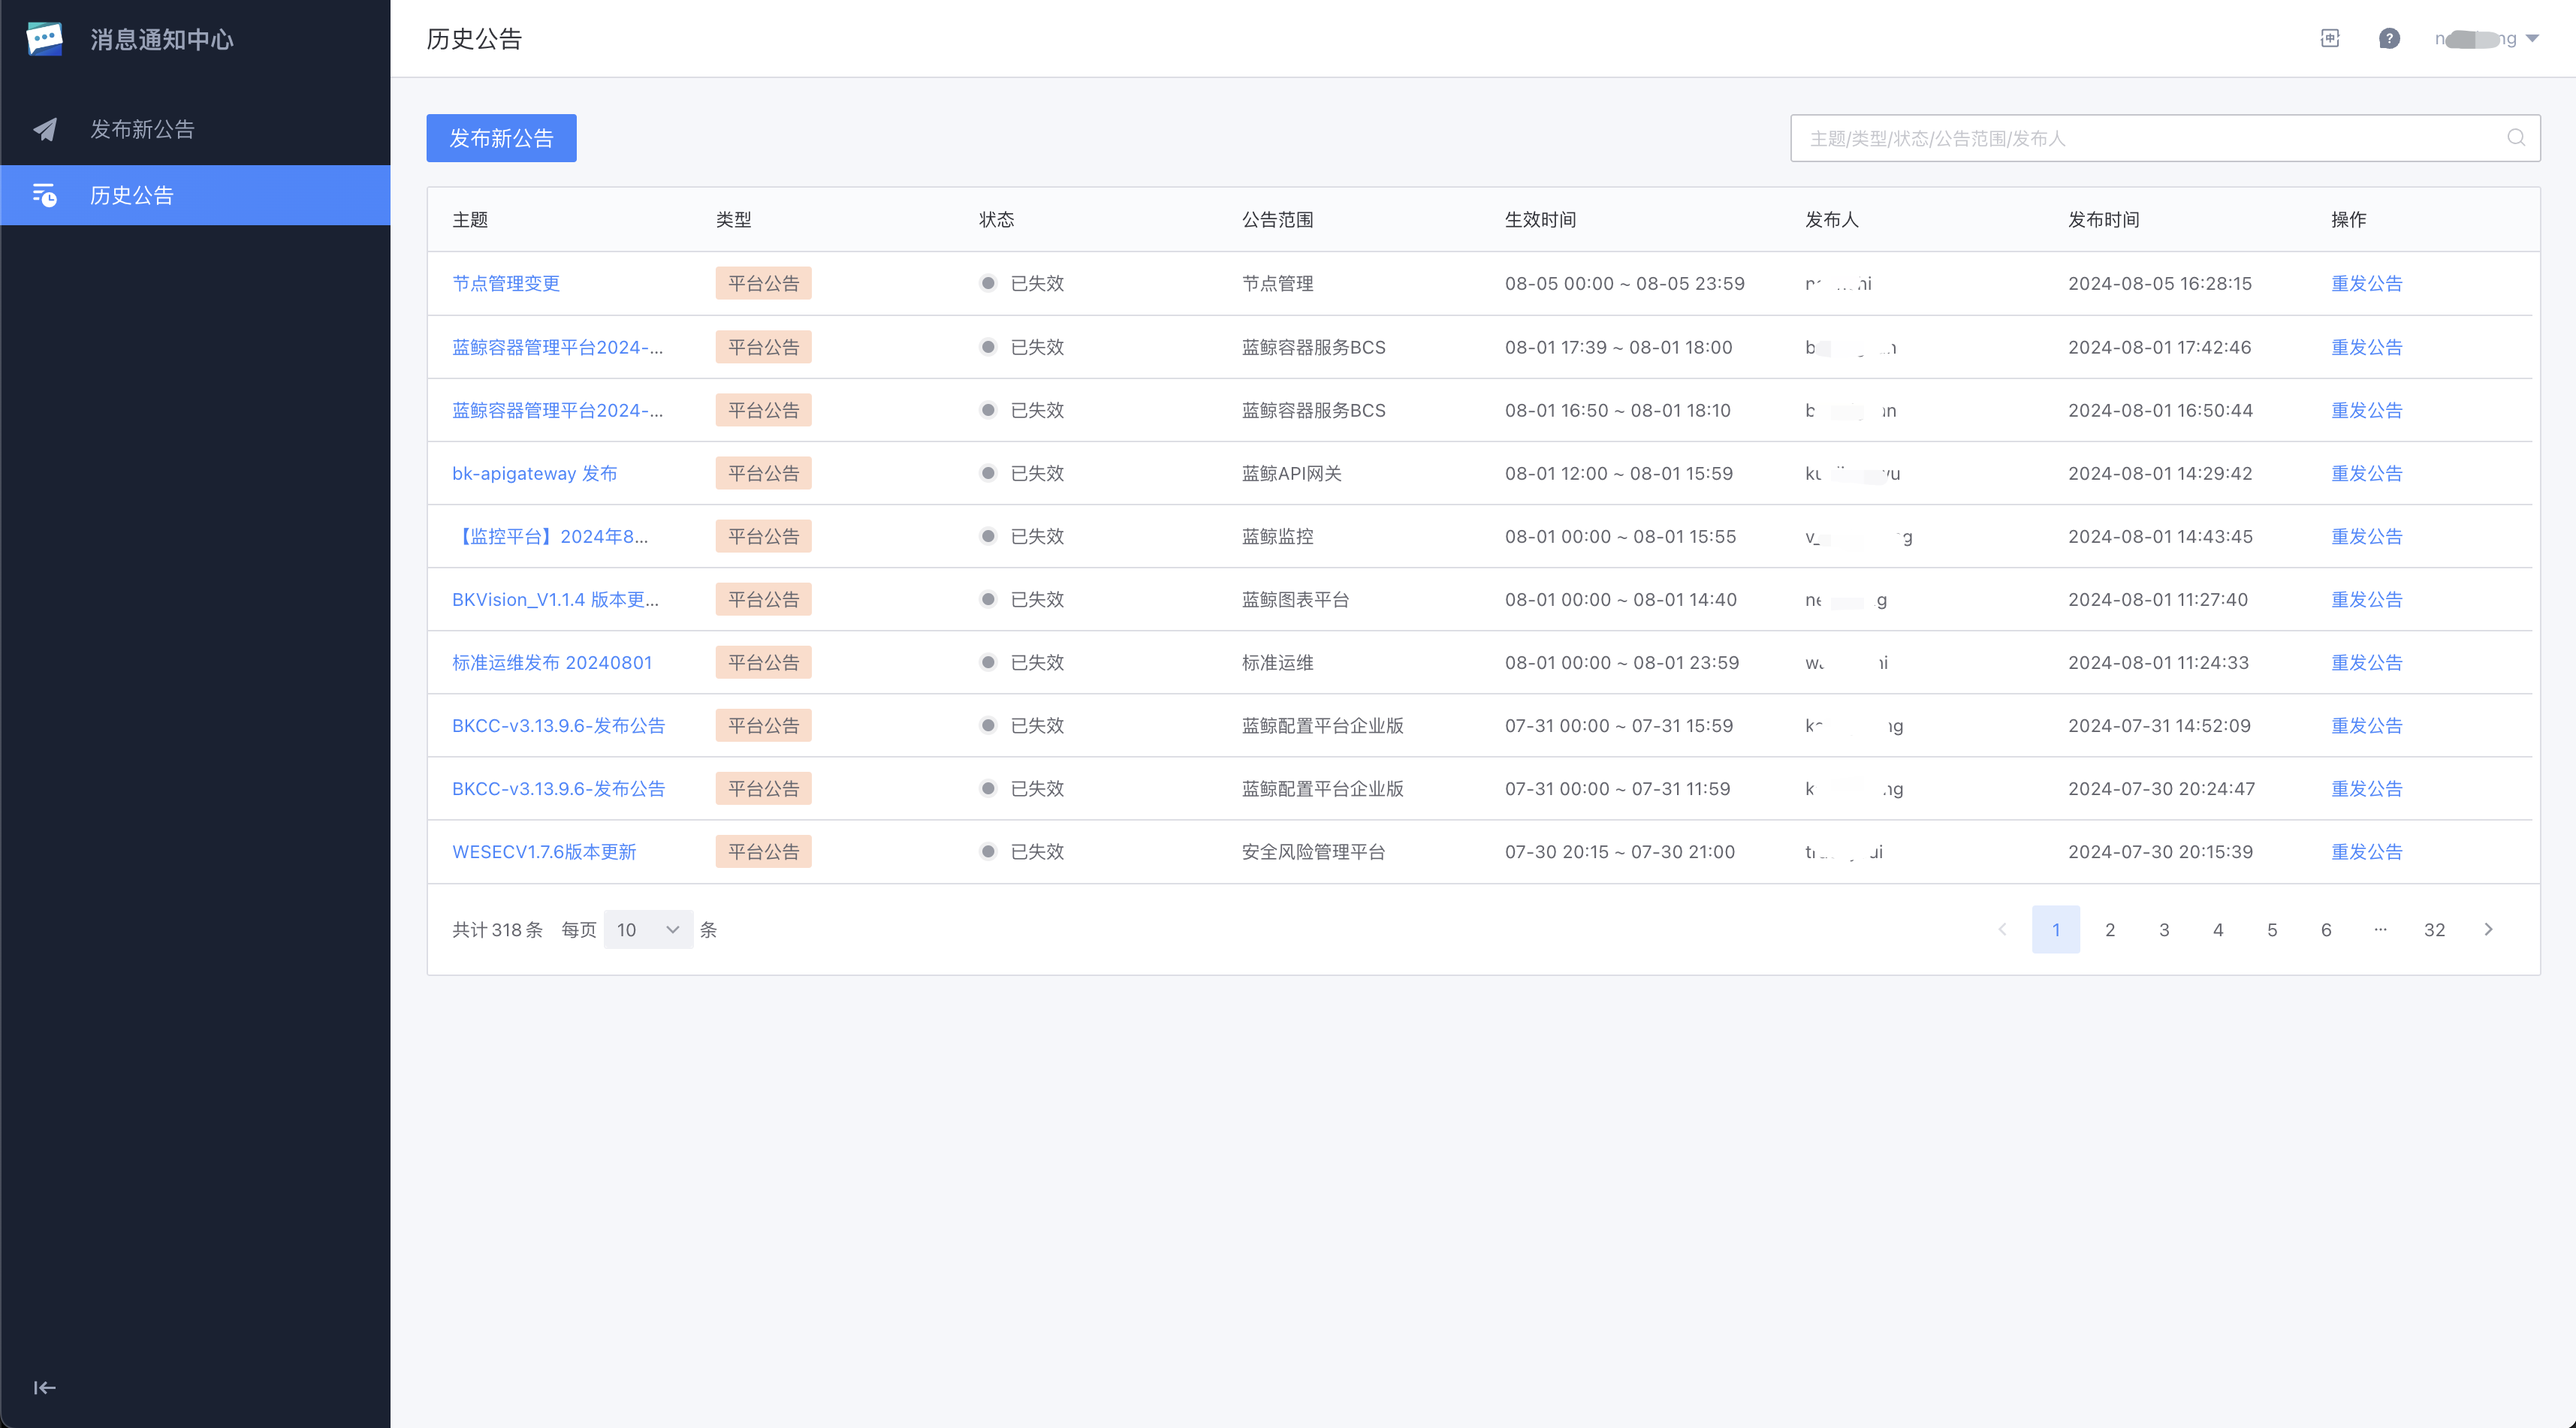 消息通知中心
发布新公告
历史公告
历史公告
发布新公告
主题/类型/状态/公告范围/发布人
主题 类型 状态 公告范围 生效时间 发布人 发布时间 操作
节点管理变更 平台公告 已失效 节点管理 08-05 00:00 ~ 08-05 23:59 2024-08-05 16:28:15 重发公告
蓝鲸容器管理平台2024-... 平台公告 已失效 蓝鲸容器服务BCS 08-01 17:39 ~ 08-01 18:00 2024-08-01 17:42:46 重发公告
蓝鲸容器管理平台2024-... 平台公告 已失效 蓝鲸容器服务BCS 08-01 16:50 ~ 08-01 18:10 2024-08-01 16:50:44 重发公告
bk-apigateway 发布 平台公告 已失效 蓝鲸API网关 08-01 12:00 ~ 08-01 15:59 2024-08-01 14:29:42 重发公告
【监控平台】2024年8... 平台公告 已失效 蓝鲸监控 08-01 00:00 ~ 08-01 15:55 2024-08-01 14:43:45 重发公告
BKVision_V1.1.4 版本更... 平台公告 已失效 蓝鲸图表平台 08-01 00:00 ~ 08-01 14:40 2024-08-01 11:27:40 重发公告
标准运维发布 20240801 平台公告 已失效 标准运维 08-01 00:00 ~ 08-01 23:59 2024-08-01 11:24:33 重发公告
BKCC-v3.13.9.6-发布公告 平台公告 已失效 蓝鲸配置平台企业版 07-31 00:00 ~ 07-31 15:59 2024-07-31 14:52:09 重发公告
BKCC-v3.13.9.6-发布公告 平台公告 已失效 蓝鲸配置平台企业版 07-31 00:00 ~ 07-31 11:59 2024-07-30 20:24:47 重发公告
WESECV1.7.6版本更新 平台公告 已失效 安全风险管理平台 07-30 20:15 ~ 07-30 21:00 2024-07-30 20:15:39 重发公告
共计 318 条 每页 10 条 1 2 3 4 5 6 ... 32